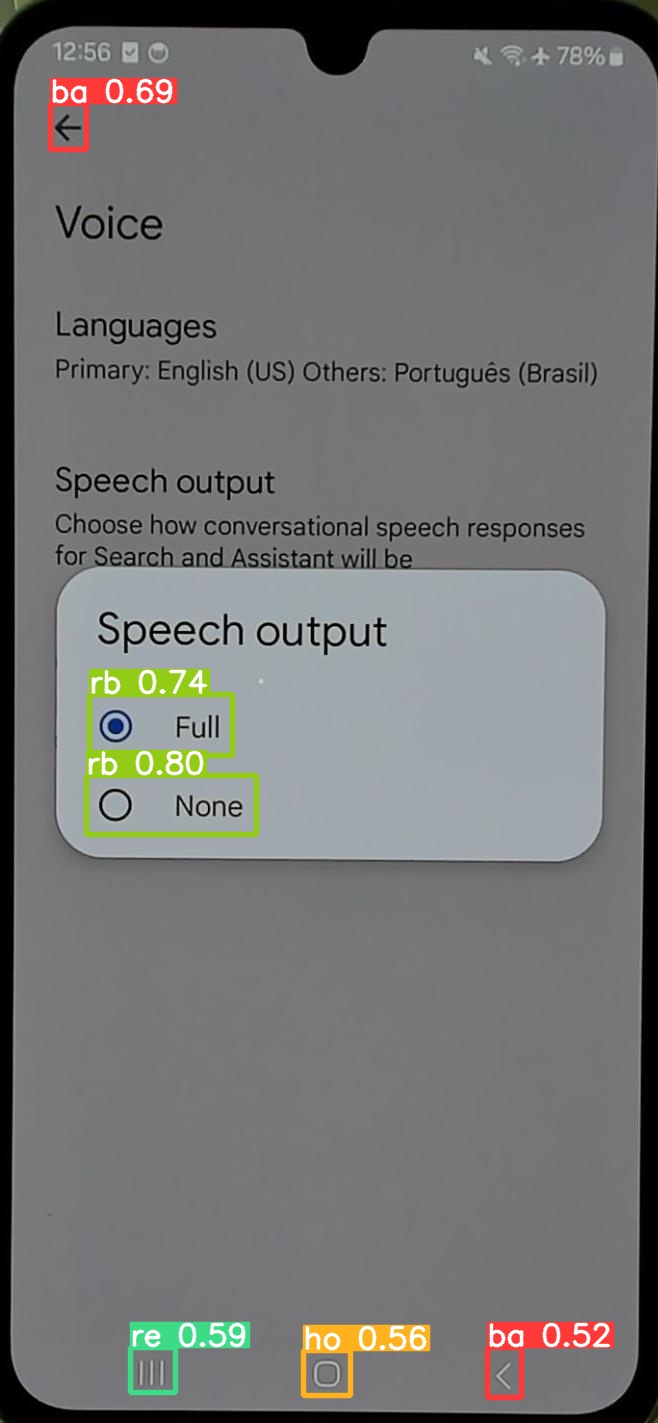 12:56 78%
ba 0.69
Voice
Languages
Primary: English (US) Others: Português (Brasil)
Speech output
Choose how conversational speech responses
for Search and Assistant will be
Speech output
rb 0.74
Full
rb 0.80
None
re 0.59 ho 0.56 ba 0.52